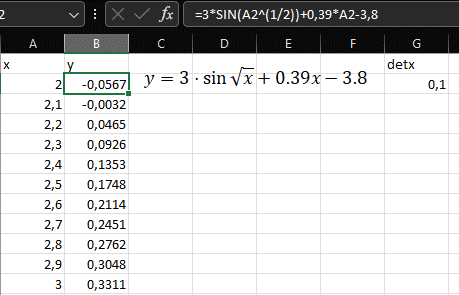 2 =3*SIN(A2^(1/2))+0,39*A2-3,8
A B C D E F G
x y detx
2 -0,0567 y = 3 · sin √x + 0.39x − 3.8 0,1
2,1 -0,0032
2,2 0,0465
2,3 0,0926
2,4 0,1353
2,5 0,1748
2,6 0,2114
2,7 0,2451
2,8 0,2762
2,9 0,3048
3 0,3311